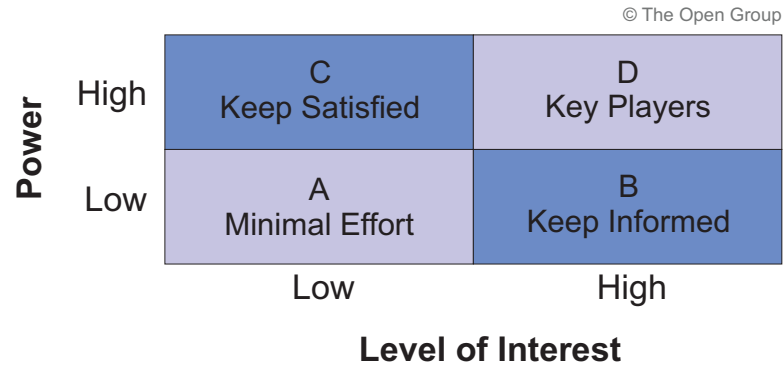 © The Open Group
C
Keep Satisfied
D
Key Players
High
Power
Low
A
Minimal Effort
B
Keep Informed
Low
High
Level of Interest